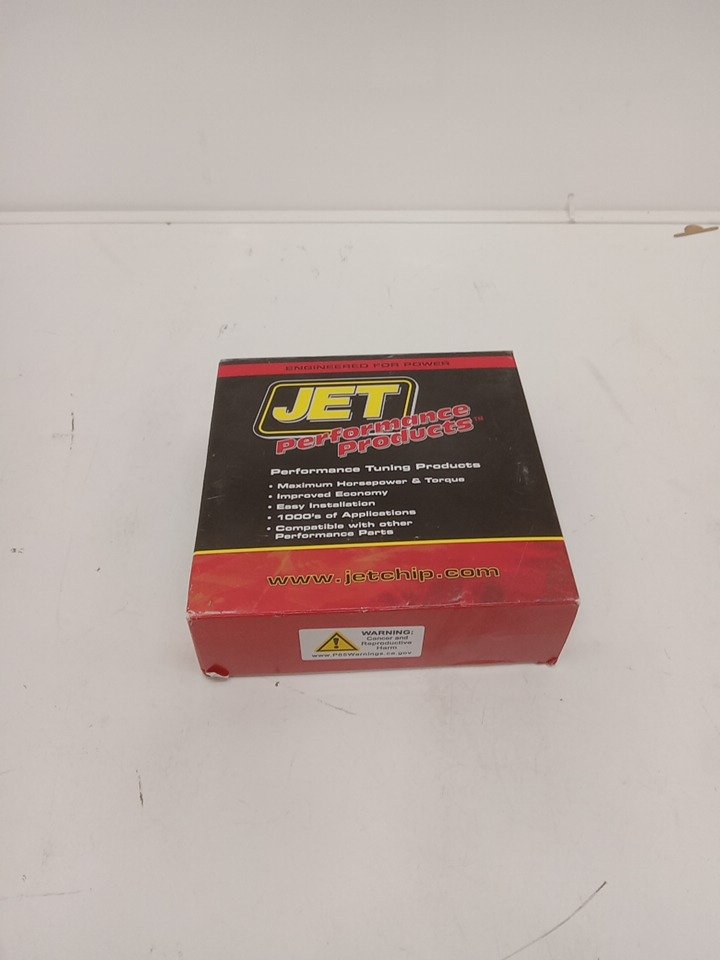 ENGINEERED FOR POWER
JET
Performance
Products™
Performance Tuning Products
• Maximum Horsepower & Torque
• Improved Economy
• Easy Installation
• 1000's of Applications
• Compatible with other
Performance Parts
www.jetchip.com
WARNING:
Cancer and
Reproductive
Harm
www.P65Warnings.ca.gov